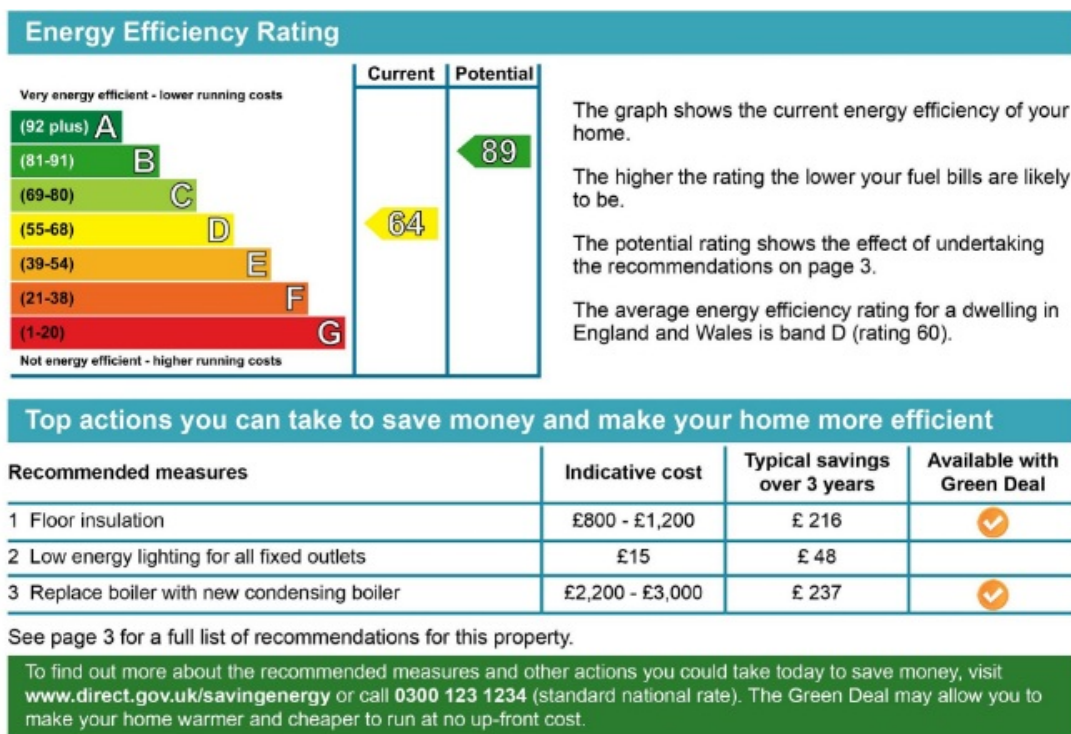 Energy Efficiency Rating
Current Potential
Very energy efficient - lower running costs
(92 plus) A
(81-91) B
(69-80) C
(55-68) D
(39-54) E
(21-38) F
(1-20) G
Not energy efficient - higher running costs
64
89
The graph shows the current energy efficiency of your
home.
The higher the rating the lower your fuel bills are likely
to be.
The potential rating shows the effect of undertaking
the recommendations on page 3.
The average energy efficiency rating for a dwelling in
England and Wales is band D (rating 60).
Top actions you can take to save money and make your home more efficient
Recommended measures Indicative cost Typical savings over 3 years Available with Green Deal
1 Floor insulation £800 - £1,200 £ 216
2 Low energy lighting for all fixed outlets £15 £ 48
3 Replace boiler with new condensing boiler £2,200 - £3,000 £ 237
See page 3 for a full list of recommendations for this property.
To find out more about the recommended measures and other actions you could take today to save money, visit
www.direct.gov.uk/savingenergy or call 0300 123 1234 (standard national rate). The Green Deal may allow you to
make your home warmer and cheaper to run at no up-front cost.